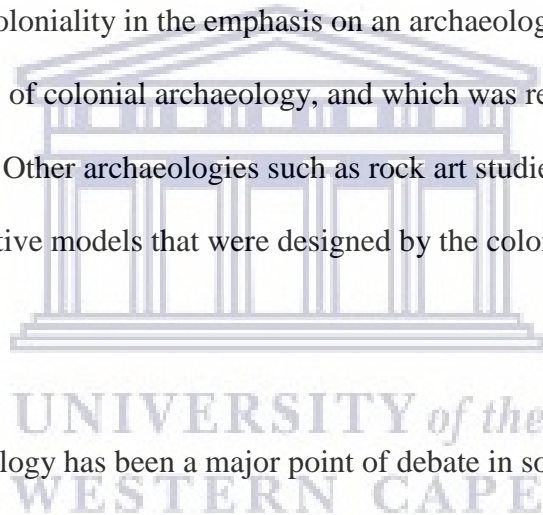 oloniality in the emphasis on an archaeolog
of colonial archaeology, and which was re
Other archaeologies such as rock art studie
tive models that were designed by the color
UNIVERSITY of the
ology has been a major point of debate in so
WESTERN CAPE